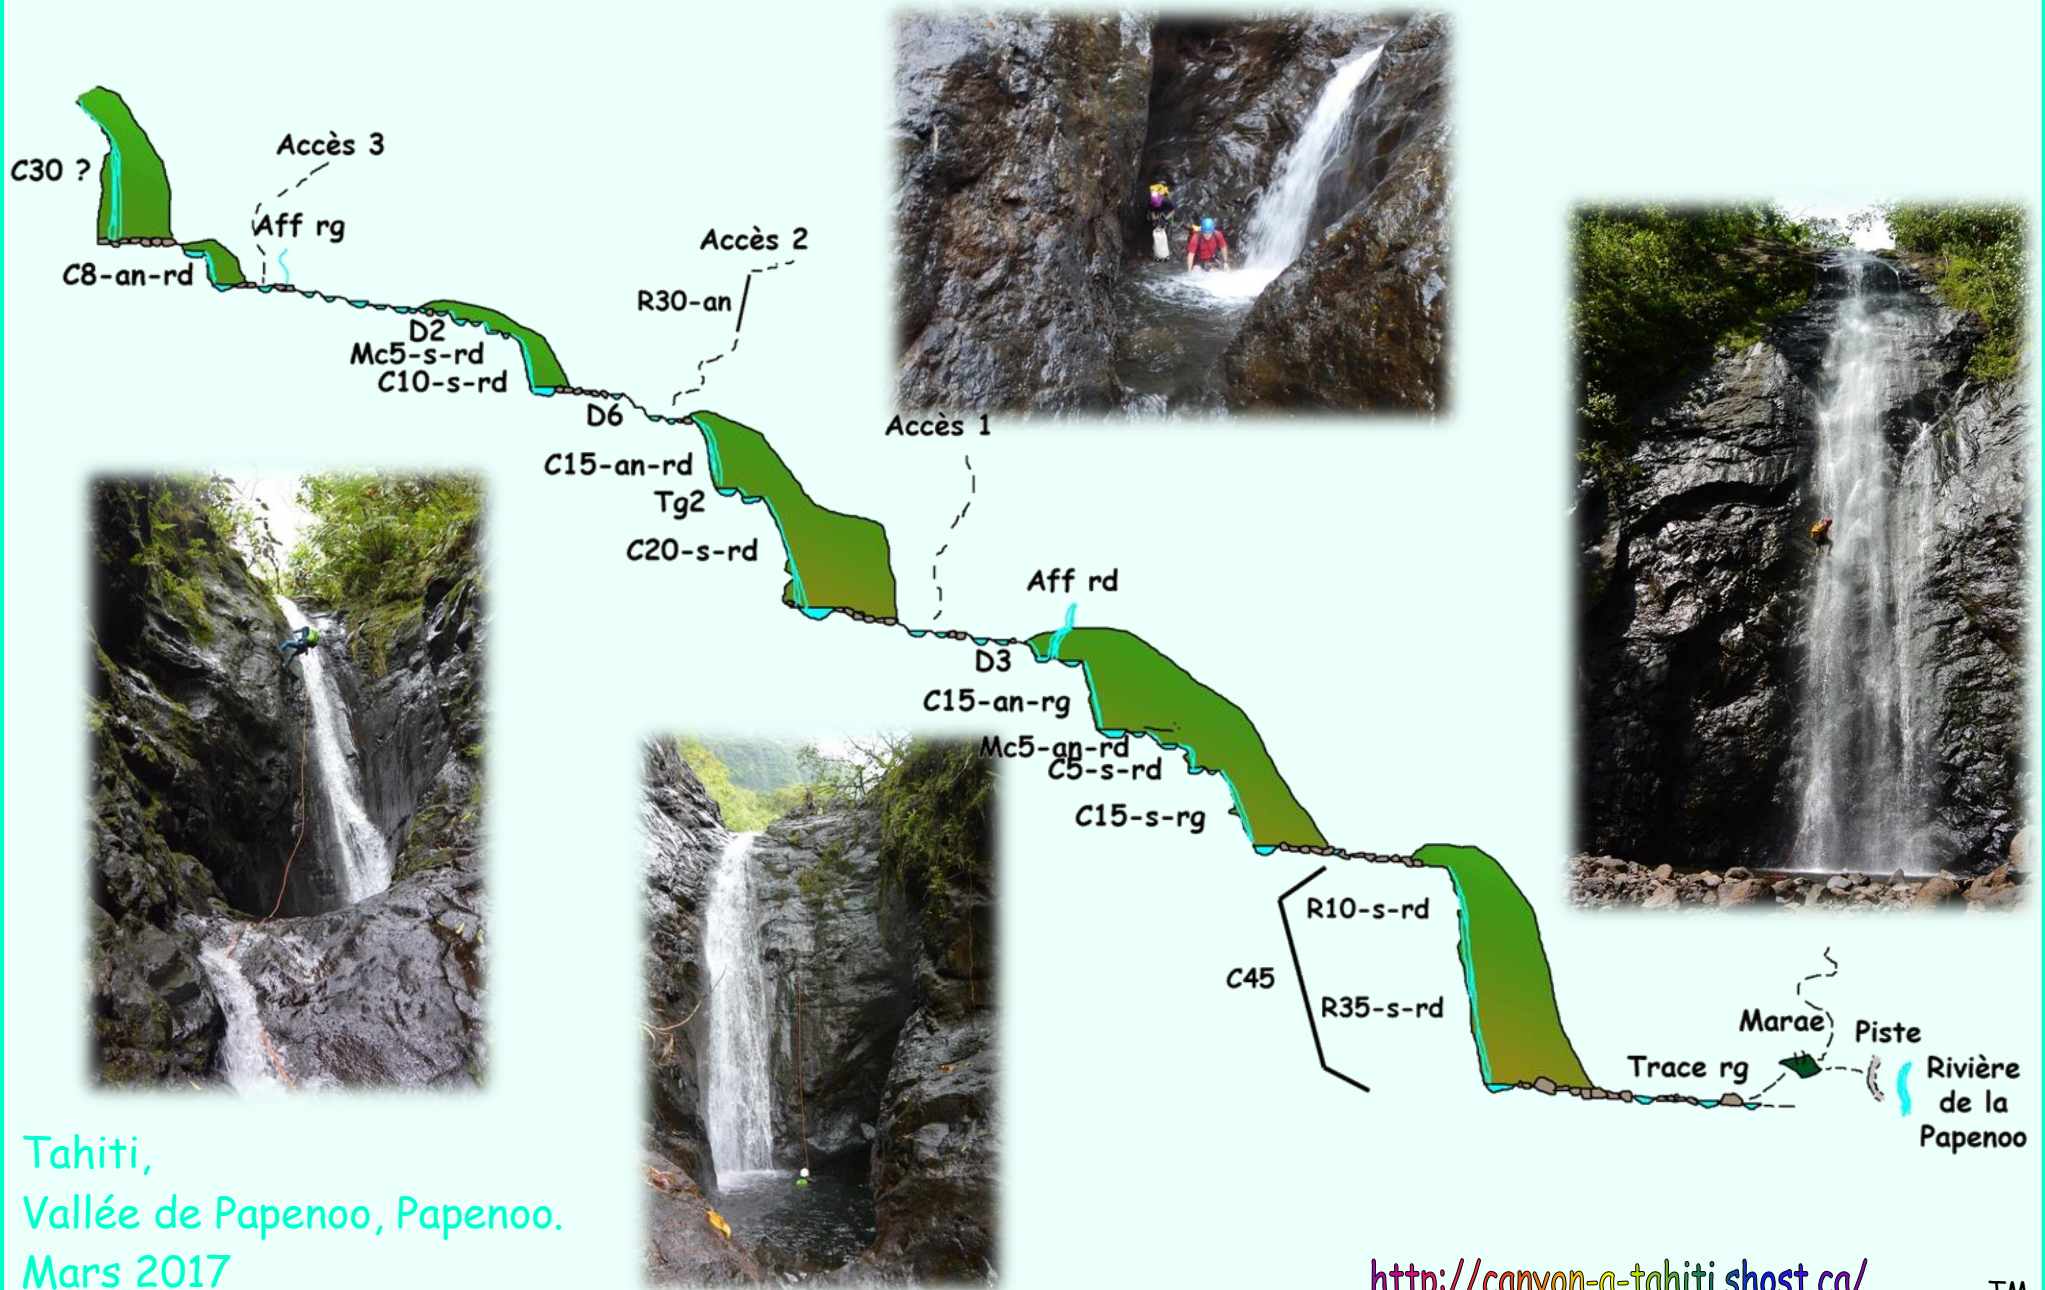 C30 ?
Accès 3
Aff rg
C8-an-rd
Accès 2
R30-an
D2
Mc5-s-rd
C10-s-rd
D6
Accès 1
C15-an-rd
Tg2
C20-s-rd
Aff rd
D3
C15-an-rg
Mc5-an-rd
C5-s-rd
C15-s-rg
R10-s-rd
C45
R35-s-rd
Marae
Piste
Trace rg
Rivière
de la
Papenoo
Tahiti,
Vallée de Papenoo, Papenoo.
Mars 2017
http://canyon-a-tahiti.shost.ca/
TM